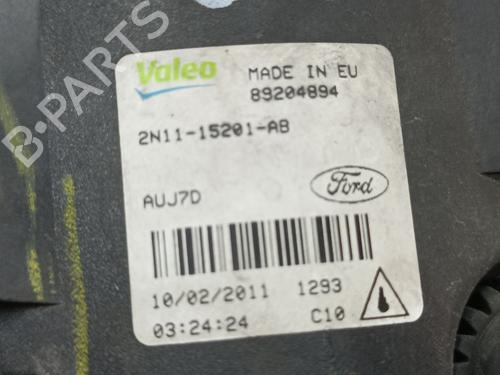 Valeo
MADE IN EU
89204894
2N11-15201-AB
AUJ7D
Ford
10/02/2011 1293
03:24:24 C10
B-PARTS